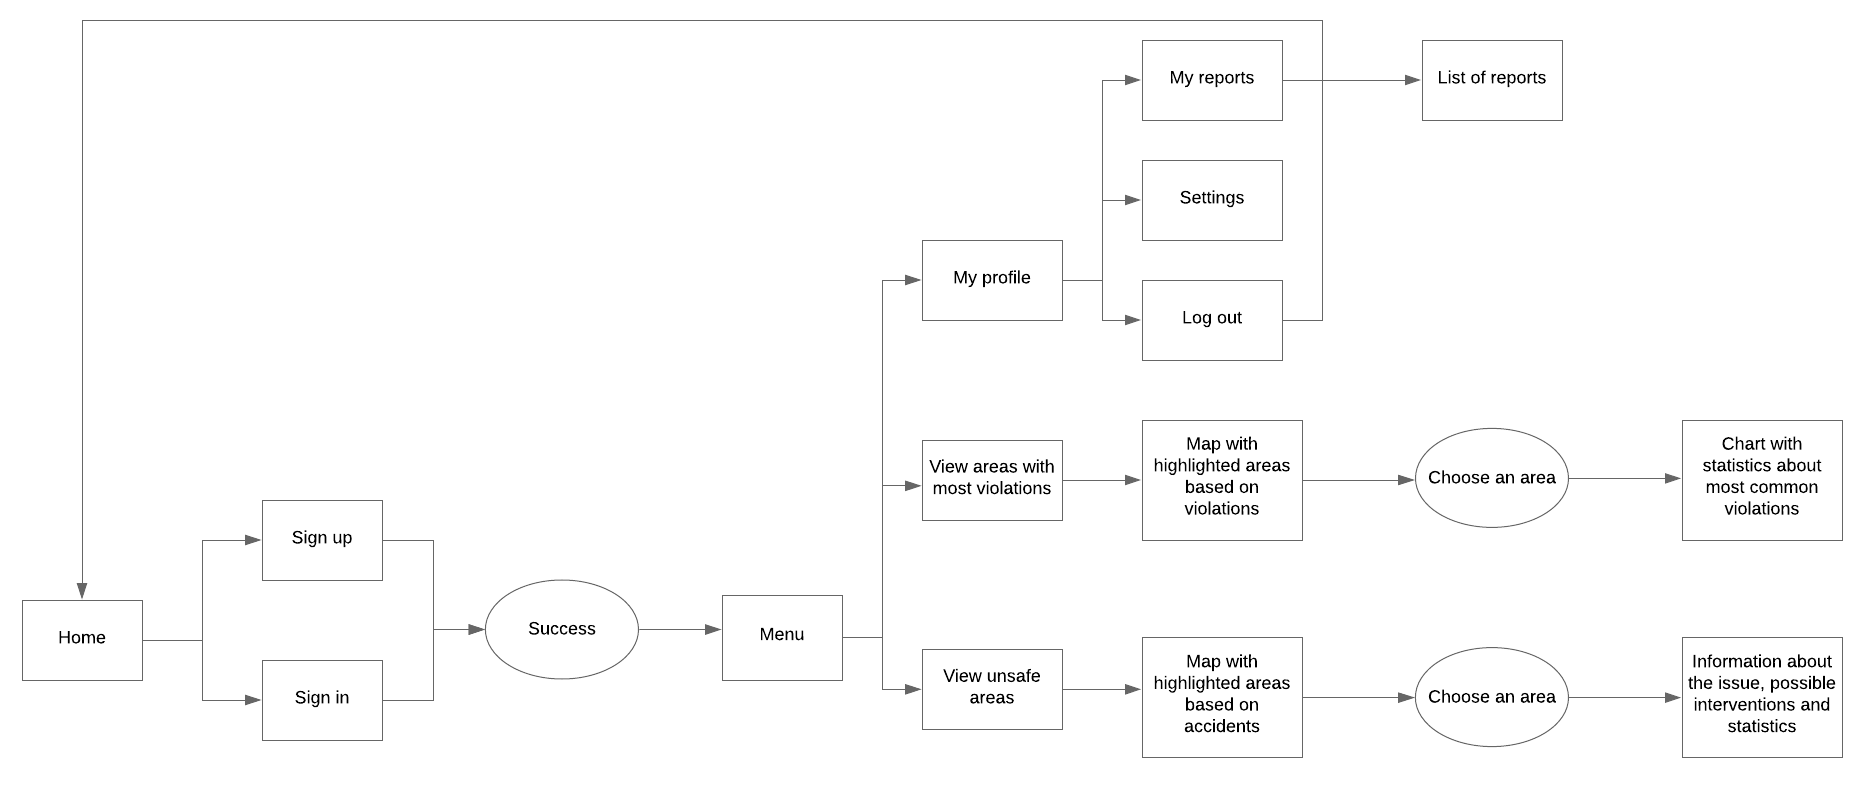 My reports
List of reports
Settings
My profile
Log out
View areas with
most violations
Map with
highlighted areas
based on
violations
Choose an area
Chart with
statistics about
most common
violations
Sign up
Home
Sign in
Success
Menu
View unsafe
areas
Map with
highlighted areas
based on
accidents
Choose an area
Information about
the issue, possible
interventions and
statistics